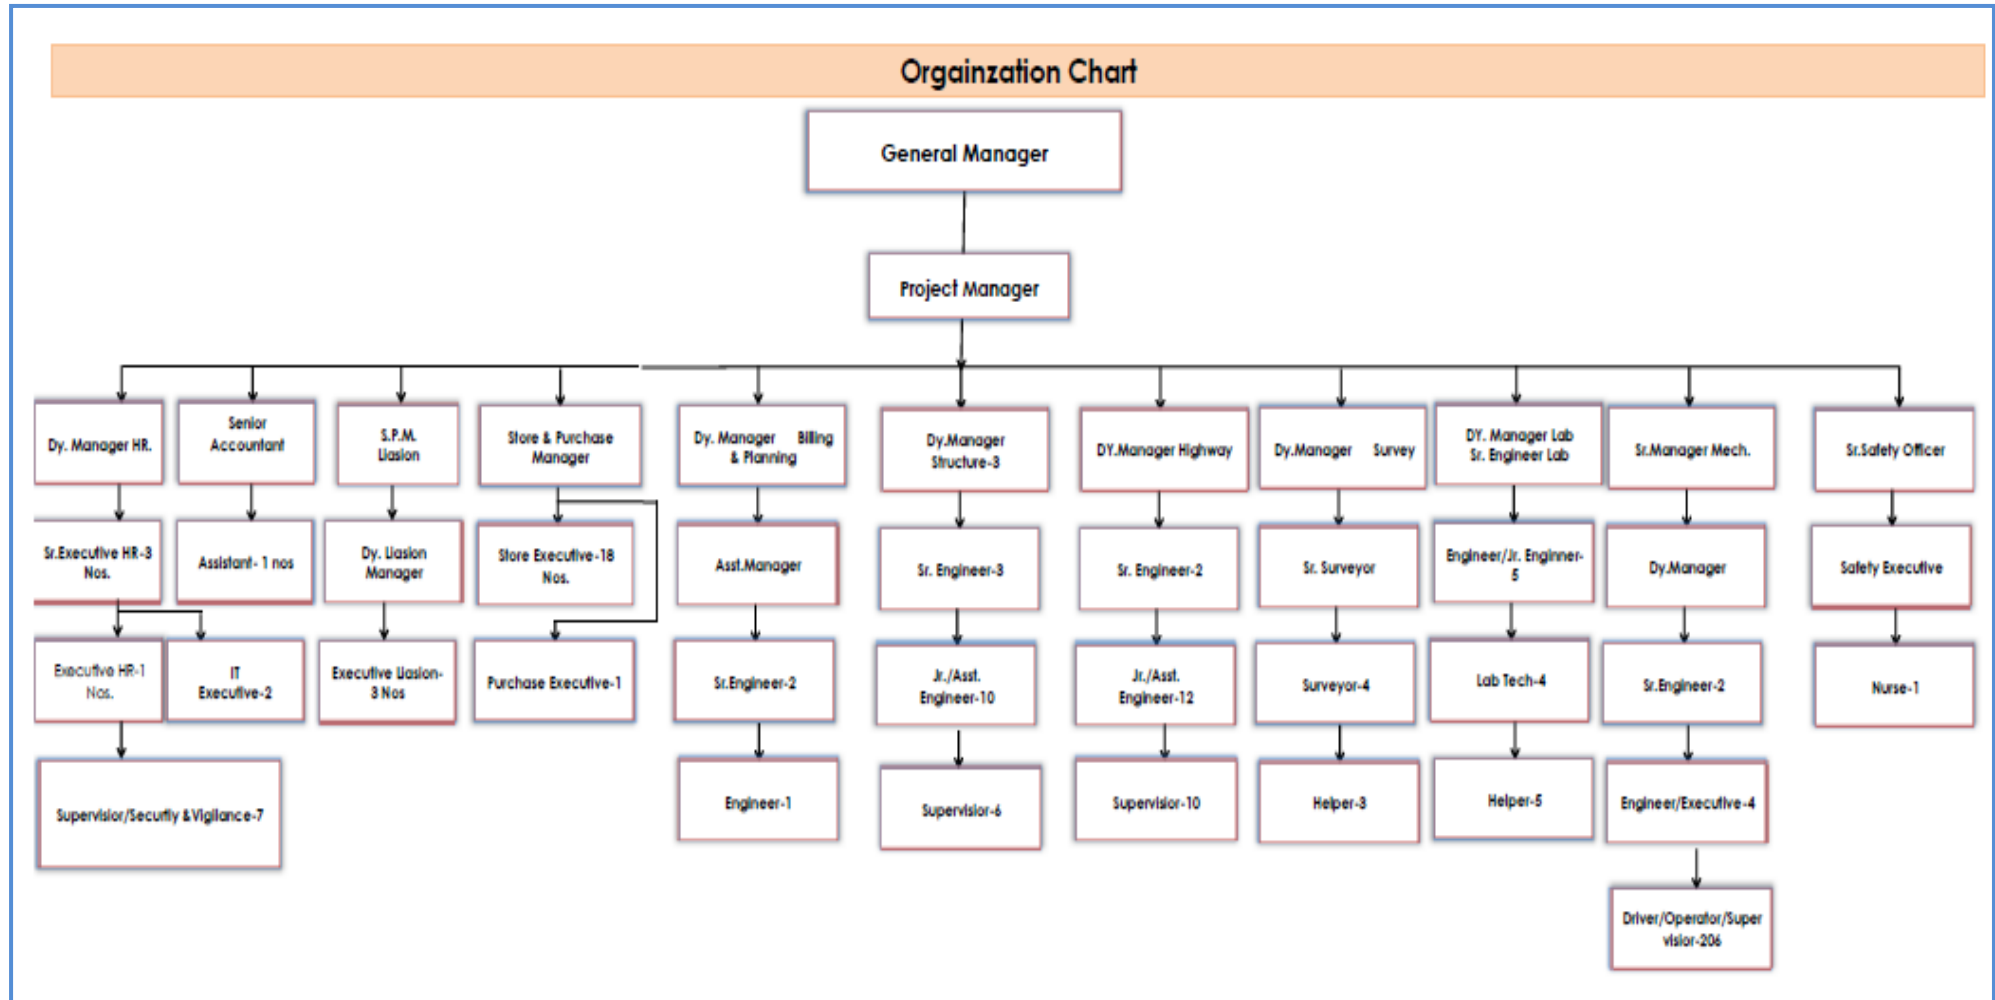 Orgainzation Chart
General Manager
Project Manager
Dy. Manager HR.
Senior
Accountant
S.P.M.
Liasion
Store & Purchase
Manager
Dy. Manager Billing
& Planning
Dy.Manager
Structure-3
DY.Manager Highway
Dy.Manager Survey
DY. Manager Lab
Sr. Engineer Lab
Sr.Manager Mech.
Sr.Safety Officer
Sr.Executive HR-3
Nos.
Assistant- 1 nos
Dy. Liasion
Manager
Store Executive-18
Nos.
Asst.Manager
Sr. Engineer-3
Sr. Engineer-2
Sr. Surveyor
Engineer/Jr. Enginner-
5
Dy.Manager
Safety Executive
Executive HR-1
Nos.
IT
Executive-2
Executive Liasion-
3 Nos
Purchase Executive-1
Sr.Engineer-2
Jr./Asst.
Engineer-10
Jr./Asst.
Engineer-12
Surveyor-4
Lab Tech-4
Sr.Engineer-2
Nurse-1
Supervisior/Securtiy &Vigilance-7
Engineer-1
Supervisior-6
Supervisior-10
Helper-3
Helper-5
Engineer/Executive-4
Driver/Operator/Super
visior-206